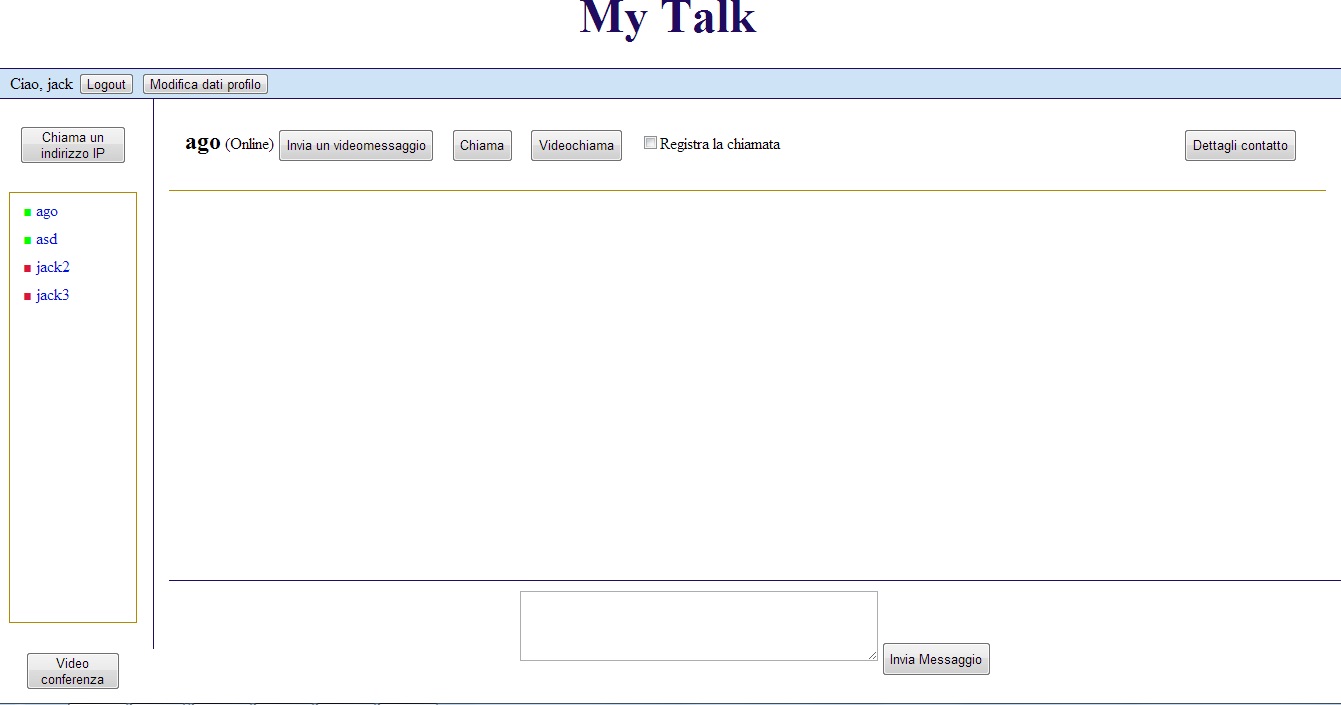 My Talk
Ciao, jack Logout Modifica dati profilo
Chiama un
indirizzo IP
ago (Online) Invia un videomessaggio Chiama Videochiama Registra la chiamata Dettagli contatto
ago
asd
jack2
jack3
Invia Messaggio
Video
conferenza